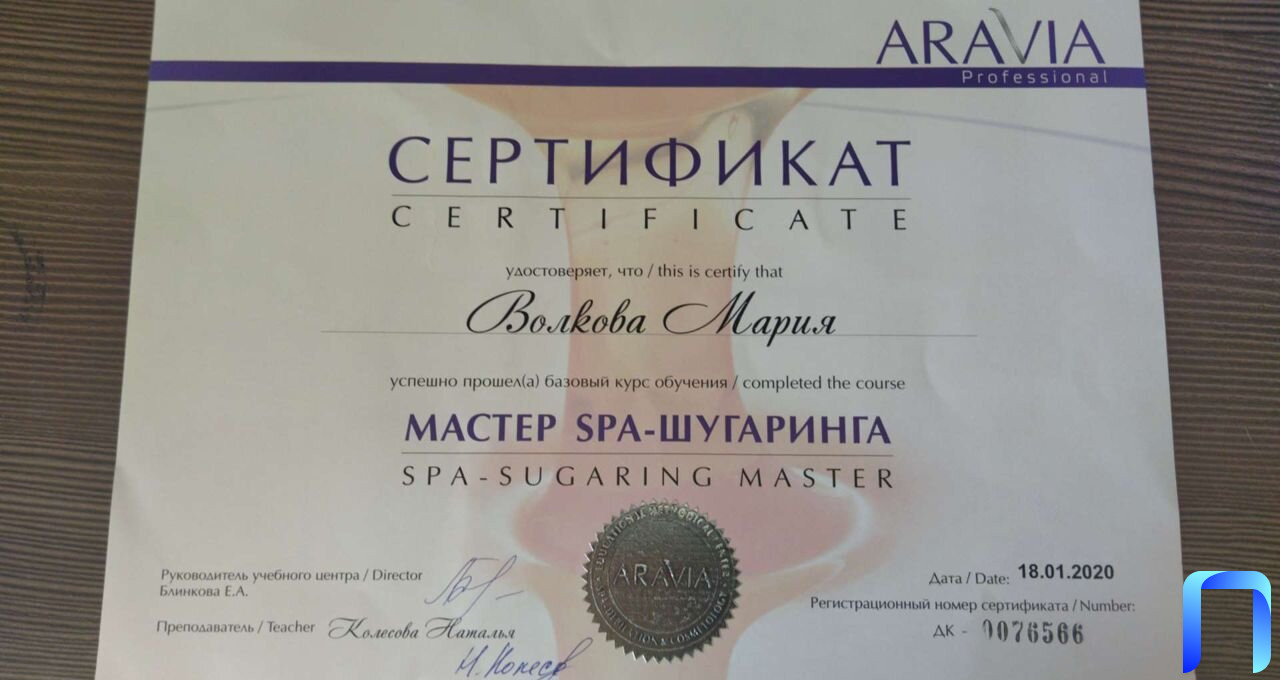 ARAVIA
Professional
СЕРТИФИКАТ
CERTIFICATE
удостоверяет, что / this is certify that
Волкова Мария
успешно прошел(а) базовый курс обучения / completed the course
МАСТЕР SPA-ШУГАРИНГА
SPA-SUGARING MASTER
ARAVIA
Руководитель учебного центра / Director
Блинкова Е.А.
Преподаватель / Teacher Колесова Наталья
Дата / Date: 18.01.2020
Регистрационный номер сертификата / Number:
ДК - 0076566